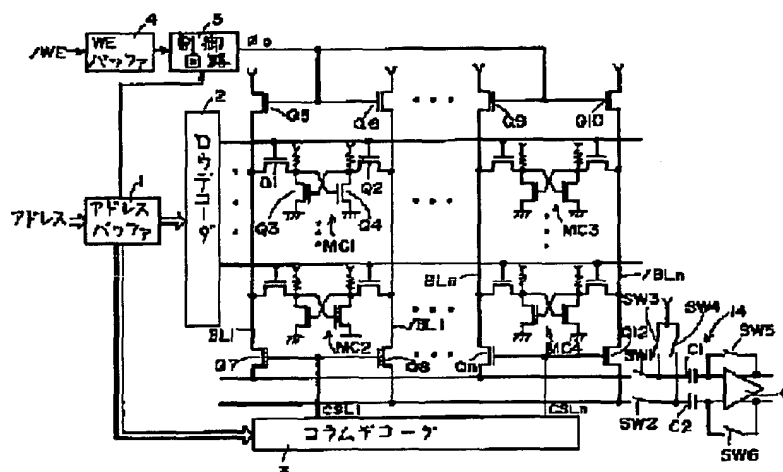 4
5
/WE
WE
バッファ
制御
回路
φ0
2
Q5
Q6
Q9
Q10
ロウデコーダ
1
アドレス
アドレス
バッファ
Q1
Q2
Q3
Q4
MC1
MC3
BLn
/BLn
BL1
BL1
MC2
MC4
Q7
Q8
Qn
Q12
SW3
SW4
14
SW1
C1
SW5
SW2
C2
SW6
CSL1
CSLn
コラムデコーダ
3